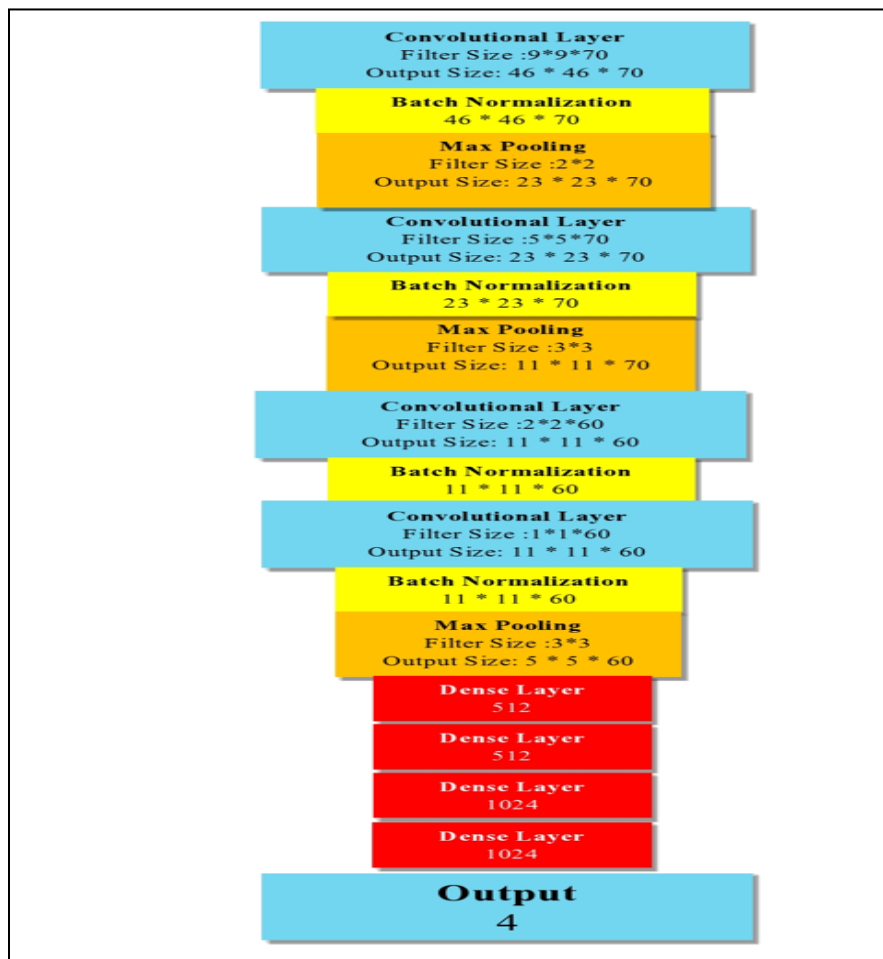 Convolutional Layer
Filter Size :9*9*70
Output Size: 46 * 46 * 70
Batch Normalization
46 * 46 * 70
Max Pooling
Filter Size :2*2
Output Size: 23 * 23 * 70
Convolutional Layer
Filter Size :5*5*70
Output Size: 23 * 23 * 70
Batch Normalization
23 * 23 * 70
Max Pooling
Filter Size :3*3
Output Size: 11 * 11 * 70
Convolutional Layer
Filter Size :2*2*60
Output Size: 11 * 11 * 60
Batch Normalization
11 * 11 * 60
Convolutional Layer
Filter Size :1*1*60
Output Size: 11 * 11 * 60
Batch Normalization
11 * 11 * 60
Max Pooling
Filter Size :3*3
Output Size: 5 * 5 * 60
Dense Layer
512
Dense Layer
512
Dense Layer
1024
Dense Layer
1024
Output
4